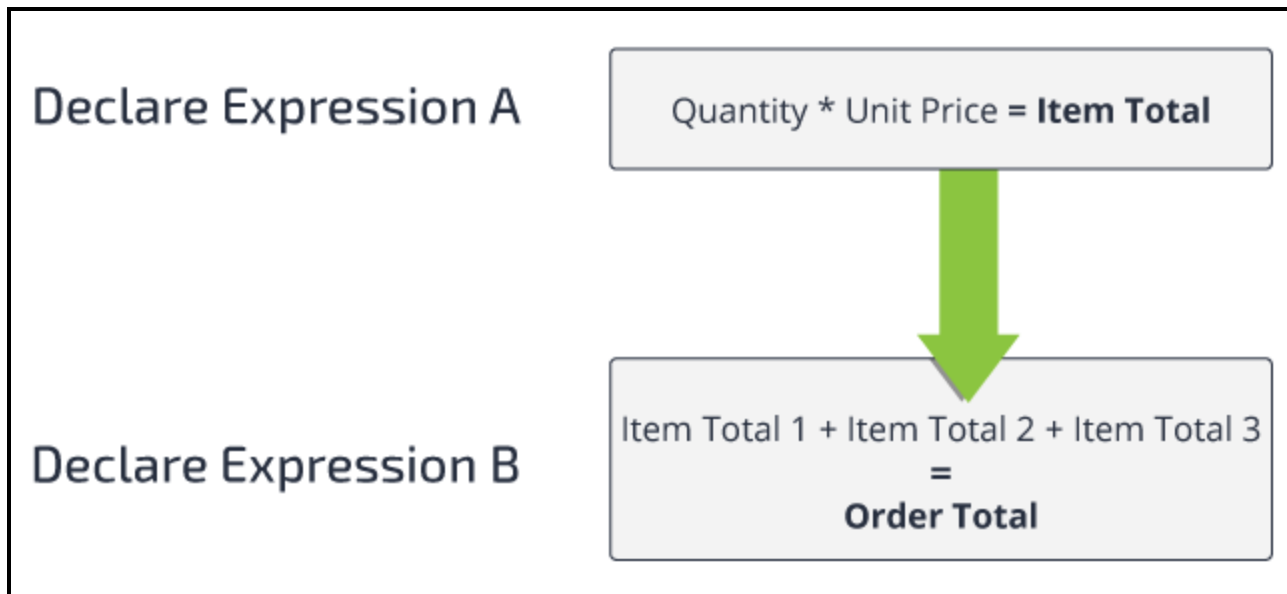 Declare Expression A
Quantity * Unit Price = Item Total
Item Total 1 + Item Total 2 + Item Total 3
=
Declare Expression B
Order Total